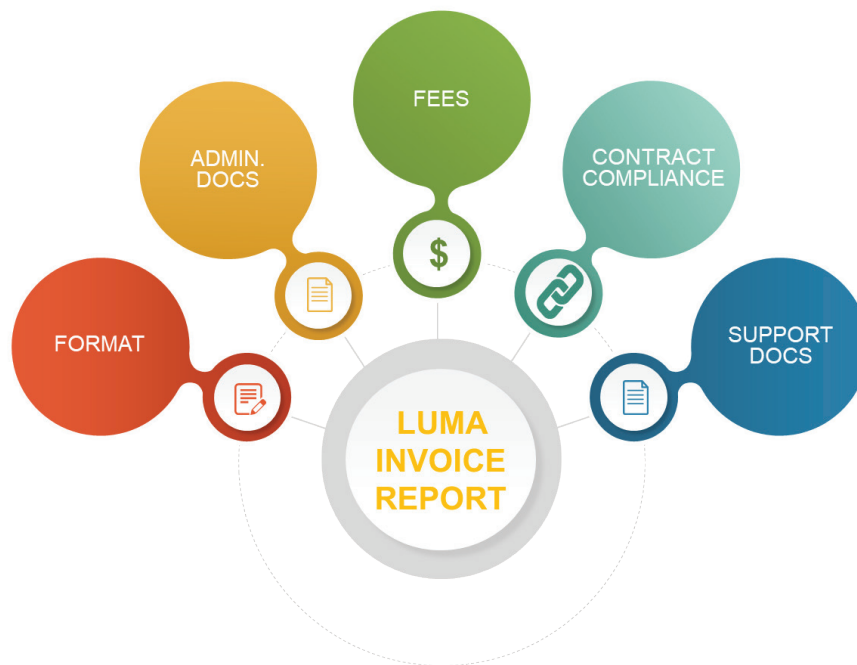 FEES
ADMIN.
DOCS
CONTRACT
COMPLIANCE
FORMAT
SUPPORT
DOCS
$
LUMA
INVOICE
REPORT